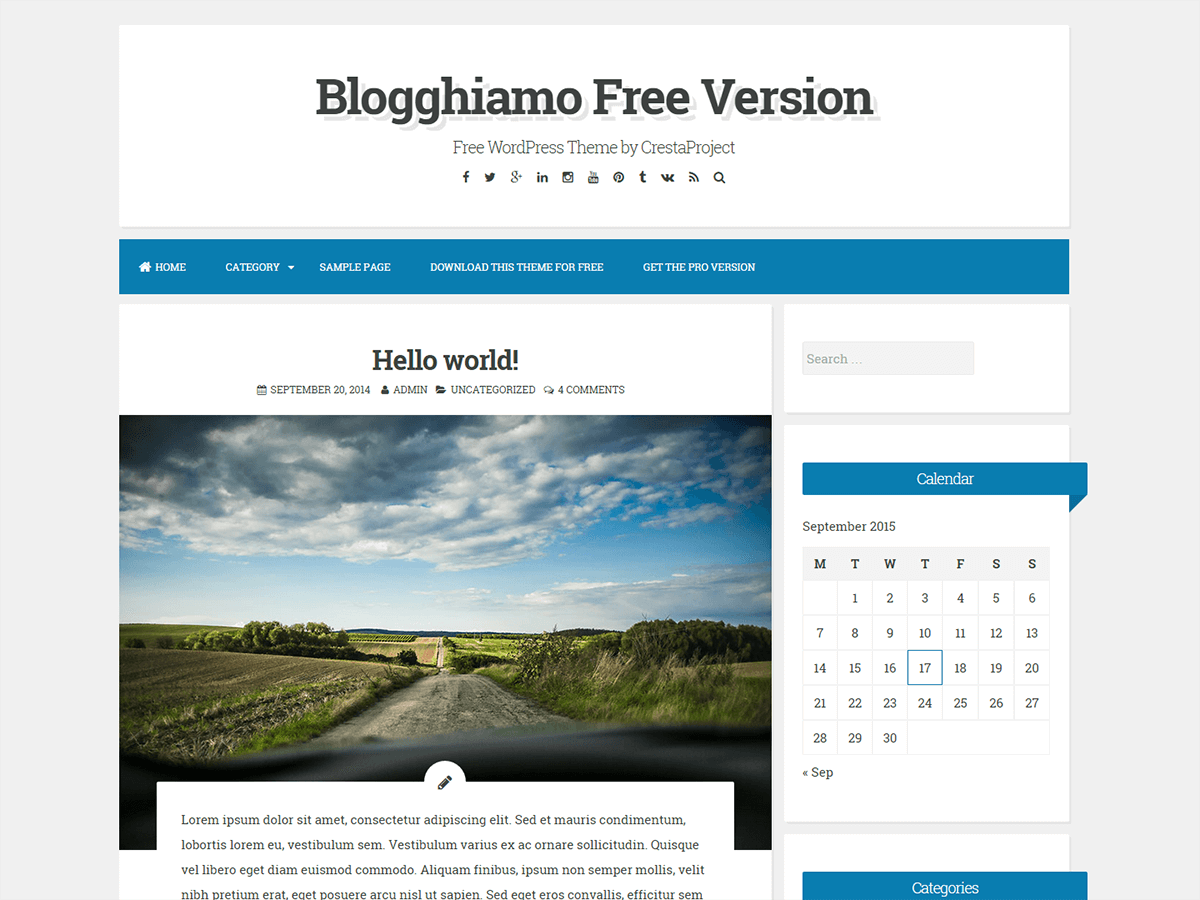 Blogghiamo Free Version
Free WordPress Theme by CrestaProject
HOME CATEGORY SAMPLE PAGE DOWNLOAD THIS THEME FOR FREE GET THE PRO VERSION
Hello world!
SEPTEMBER 20, 2014 ADMIN UNCATEGORIZED 4 COMMENTS
Lorem ipsum dolor sit amet, consectetur adipiscing elit. Sed et mauris condimentum,
lobortis lorem eu, vestibulum sem. Vestibulum varius ex ac ornare sollicitudin. Quisque
vel libero eget diam euismod commodo. Aliquam finibus, ipsum non semper mollis, velit
nibh pretium erat, eget posuere arcu nisl ut sapien. Sed eget eros convallis, efficitur sem
Search ...
Calendar
September 2015
M T W T F S S
1 2 3 4 5 6
7 8 9 10 11 12 13
14 15 16 17 18 19 20
21 22 23 24 25 26 27
28 29 30
« Sep
Categories